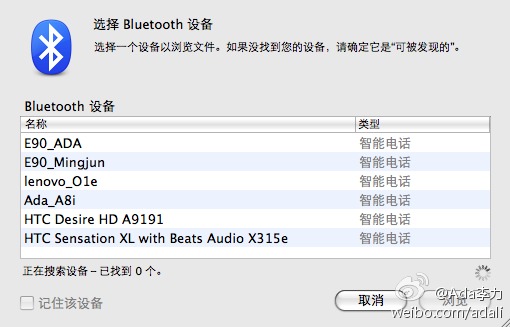 选择 Bluetooth 设备
选择一个设备以浏览文件。如果没找到您的设备，请确定它是“可被发现的”。
Bluetooth 设备
名称 类型
E90_ADA 智能电话
E90_Mingjun 智能电话
lenovo_O1e 智能电话
Ada_A8i 智能电话
HTC Desire HD A9191 智能电话
HTC Sensation XL with Beats Audio X315e 智能电话
正在搜索设备 – 已找到 0 个。
记住该设备
取消 浏览
@Ada李力
weibo.com/adali